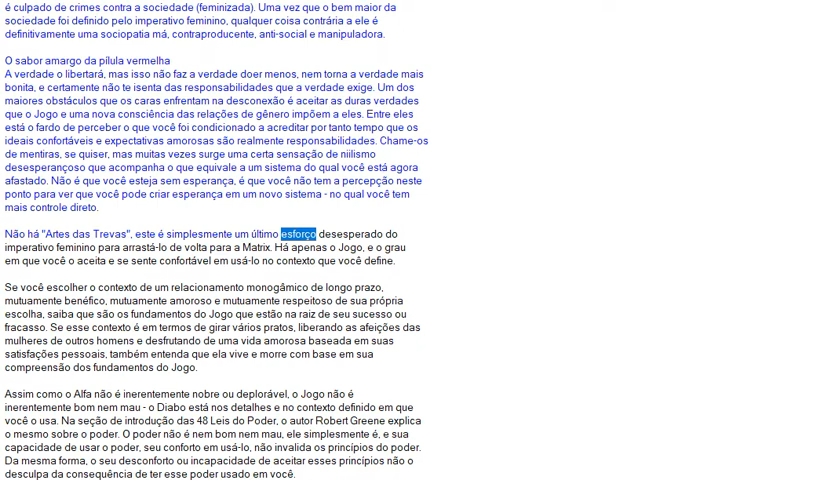 é culpado de crimes contra a sociedade (feminizada). Uma vez que o bem maior da
sociedade foi definido pelo imperativo feminino, qualquer coisa contrária a ele é
definitivamente uma sociopatia má, contraproducente, anti-social e manipuladora.
O sabor amargo da pílula vermelha
A verdade o libertará, mas isso não faz a verdade doer menos, nem torna a verdade mais
bonita, e certamente não te isenta das responsabilidades que a verdade exige. Um dos
maiores obstáculos que os caras enfrentam na desconexão é aceitar as duras verdades
que o Jogo e uma nova consciência das relações de gênero impõem a eles. Entre eles
está o fardo de perceber o que você foi condicionado a acreditar por tanto tempo que os
ideais confortáveis e expectativas amorosas são realmente responsabilidades. Chame-os
de mentiras, se quiser, mas muitas vezes surge uma certa sensação de niilismo
desesperançoso que acompanha o que equivale a um sistema do qual você está agora
afastado. Não é que você esteja sem esperança, é que você não tem a percepção neste
ponto para ver que você pode criar esperança em um novo sistema - no qual você tem
mais controle direto.
Não há "Artes das Trevas", este é simplesmente um último esforço desesperado do
imperativo feminino para arrastá-lo de volta para a Matrix. Há apenas o Jogo, e o grau
em que você o aceita e se sente confortável em usá-lo no contexto que você define.
Se você escolher o contexto de um relacionamento monogâmico de longo prazo,
mutuamente benéfico, mutuamente amoroso e mutuamente respeitoso de sua própria
escolha, saiba que são os fundamentos do Jogo que estão na raiz de seu sucesso ou
fracasso. Se esse contexto é em termos de girar vários pratos, liberando as afeições das
mulheres de outros homens e desfrutando de uma vida amorosa baseada em suas
satisfações pessoais, também entenda que ela vive e morre com base em sua
compreensão dos fundamentos do Jogo.
Assim como o Alfa não é inerentemente nobre ou deplorável, o Jogo não é
inerentemente bom nem mau - o Diabo está nos detalhes e no contexto definido em que
você o usa. Na seção de introdução das 48 Leis do Poder, o autor Robert Greene explica
o mesmo sobre o poder. O poder não é nem bom nem mau, ele simplesmente é, e sua
capacidade de usar o poder, seu conforto em usá-lo, não invalida os princípios do poder.
Da mesma forma, o seu desconforto ou incapacidade de aceitar esses princípios não o
desculpa da consequência de ter esse poder usado em você.